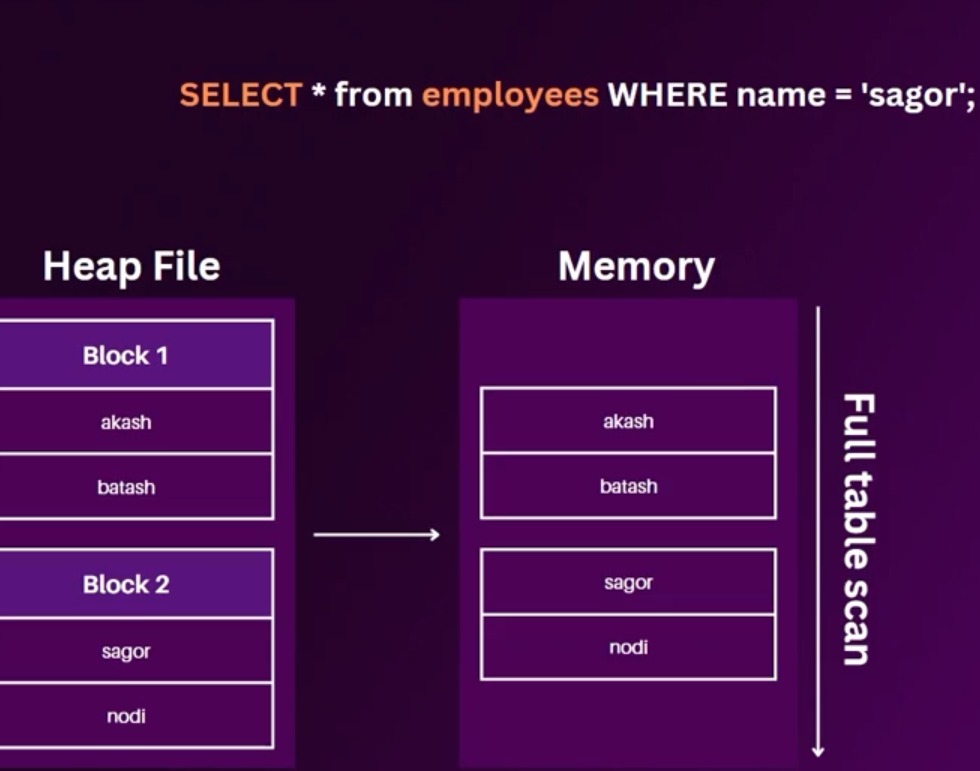 SELECT * from employees WHERE name = 'sagor';
Heap File
Block 1
akash
batash
Block 2
sagor
nodi
Memory
akash
batash
sagor
nodi
Full table scan